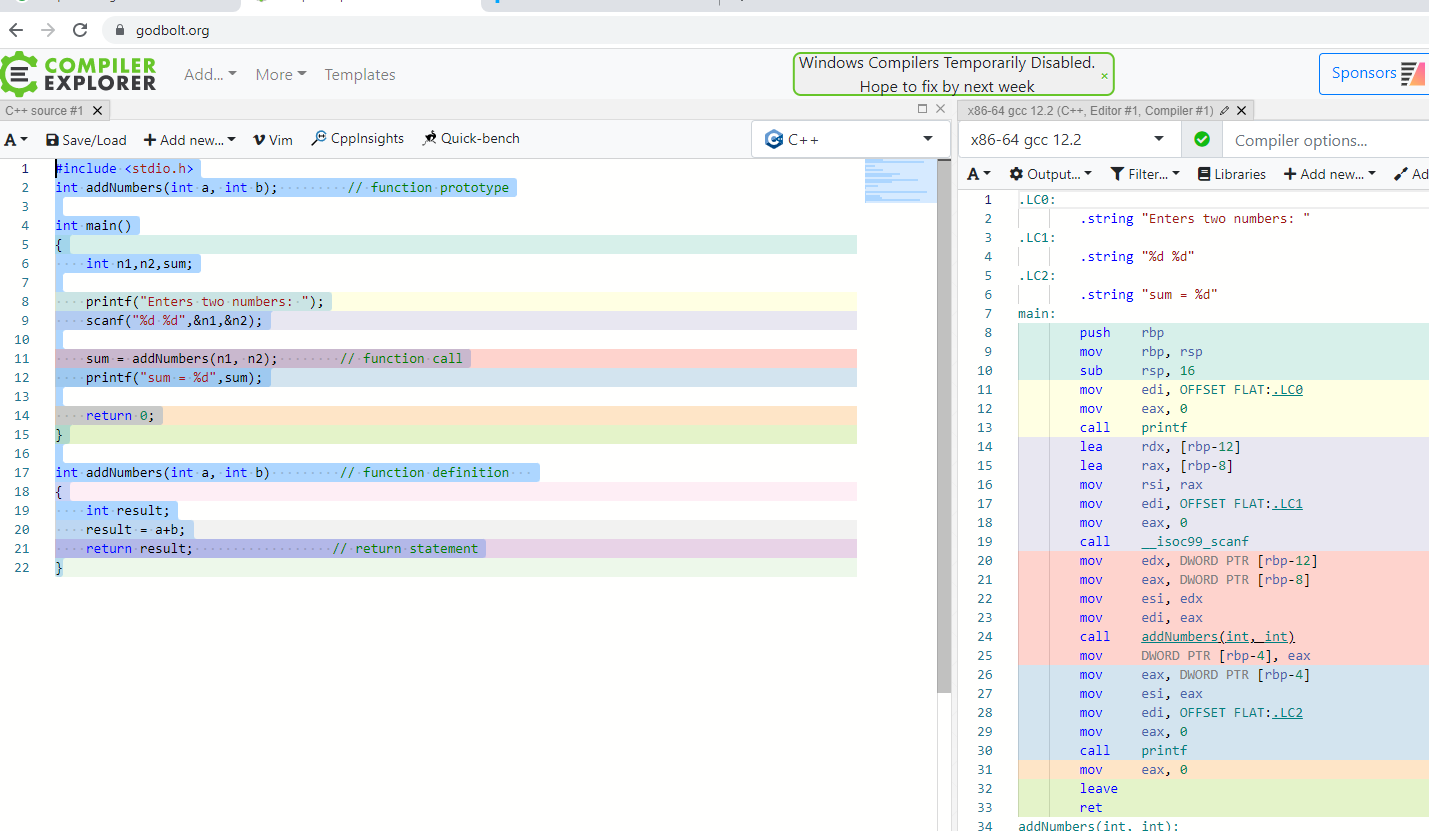 godbolt.org
COMPILER
EXPLORER
Add...
More
Templates
Windows Compilers Temporarily Disabled.
Hope to fix by next week
×
Sponsors
C++ source #1
A
Save/Load
Add new...
Vim
CppInsights
Quick-bench
C++
1 #include <stdio.h>
2 int addNumbers(int a, int b);         // function prototype
3
4 int main()
5 {
6     int n1,n2,sum;
7
8     printf("Enters two numbers: ");
9     scanf("%d %d",&n1,&n2);
10
11     sum = addNumbers(n1, n2);        // function call
12     printf("sum = %d",sum);
13
14     return 0;
15 }
16
17 int addNumbers(int a, int b)         // function definition
18 {
19     int result;
20     result = a+b;
21     return result;                  // return statement
22 }
x86-64 gcc 12.2 (C++, Editor #1, Compiler #1)
x86-64 gcc 12.2
Compiler options...
A
Output...
Filter...
Libraries
Add new...
Ad
1 .LC0:
2         .string "Enters two numbers: "
3 .LC1:
4         .string "%d %d"
5 .LC2:
6         .string "sum = %d"
7 main:
8         push    rbp
9         mov     rbp, rsp
10         sub     rsp, 16
11         mov     edi, OFFSET FLAT:.LC0
12         mov     eax, 0
13         call    printf
14         lea     rdx, [rbp-12]
15         lea     rax, [rbp-8]
16         mov     rsi, rax
17         mov     edi, OFFSET FLAT:.LC1
18         mov     eax, 0
19         call    __isoc99_scanf
20         mov     edx, DWORD PTR [rbp-12]
21         mov     eax, DWORD PTR [rbp-8]
22         mov     esi, edx
23         mov     edi, eax
24         call    addNumbers(int, int)
25         mov     DWORD PTR [rbp-4], eax
26         mov     eax, DWORD PTR [rbp-4]
27         mov     esi, eax
28         mov     edi, OFFSET FLAT:.LC2
29         mov     eax, 0
30         call    printf
31         mov     eax, 0
32         leave
33         ret
34 addNumbers(int, int):